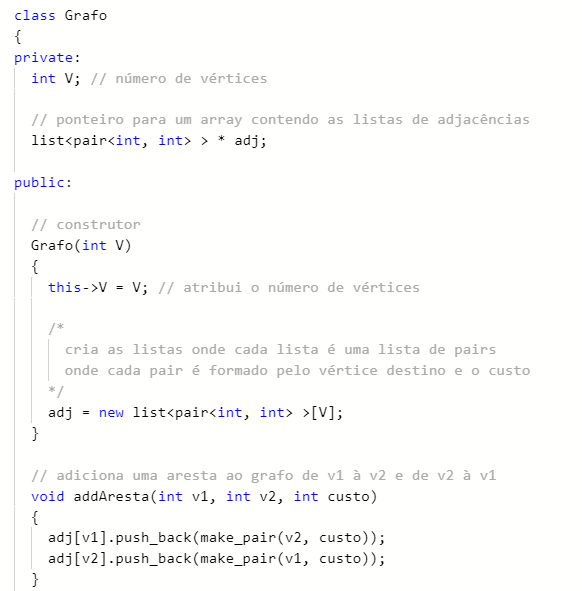 class Grafo
{
private:
int V; // número de vértices
// ponteiro para um array contendo as listas de adjacências
list<pair<int, int> > * adj;
public:
// construtor
Grafo(int V)
{
this->V = V; // atribui o número de vértices
/*
cria as listas onde cada lista é uma lista de pairs
onde cada pair é formado pelo vértice destino e o custo
*/
adj = new list<pair<int, int> >[V];
}
// adiciona uma aresta ao grafo de v1 à v2 e de v2 à v1
void addAresta(int v1, int v2, int custo)
{
adj[v1].push_back(make_pair(v2, custo));
adj[v2].push_back(make_pair(v1, custo));
}